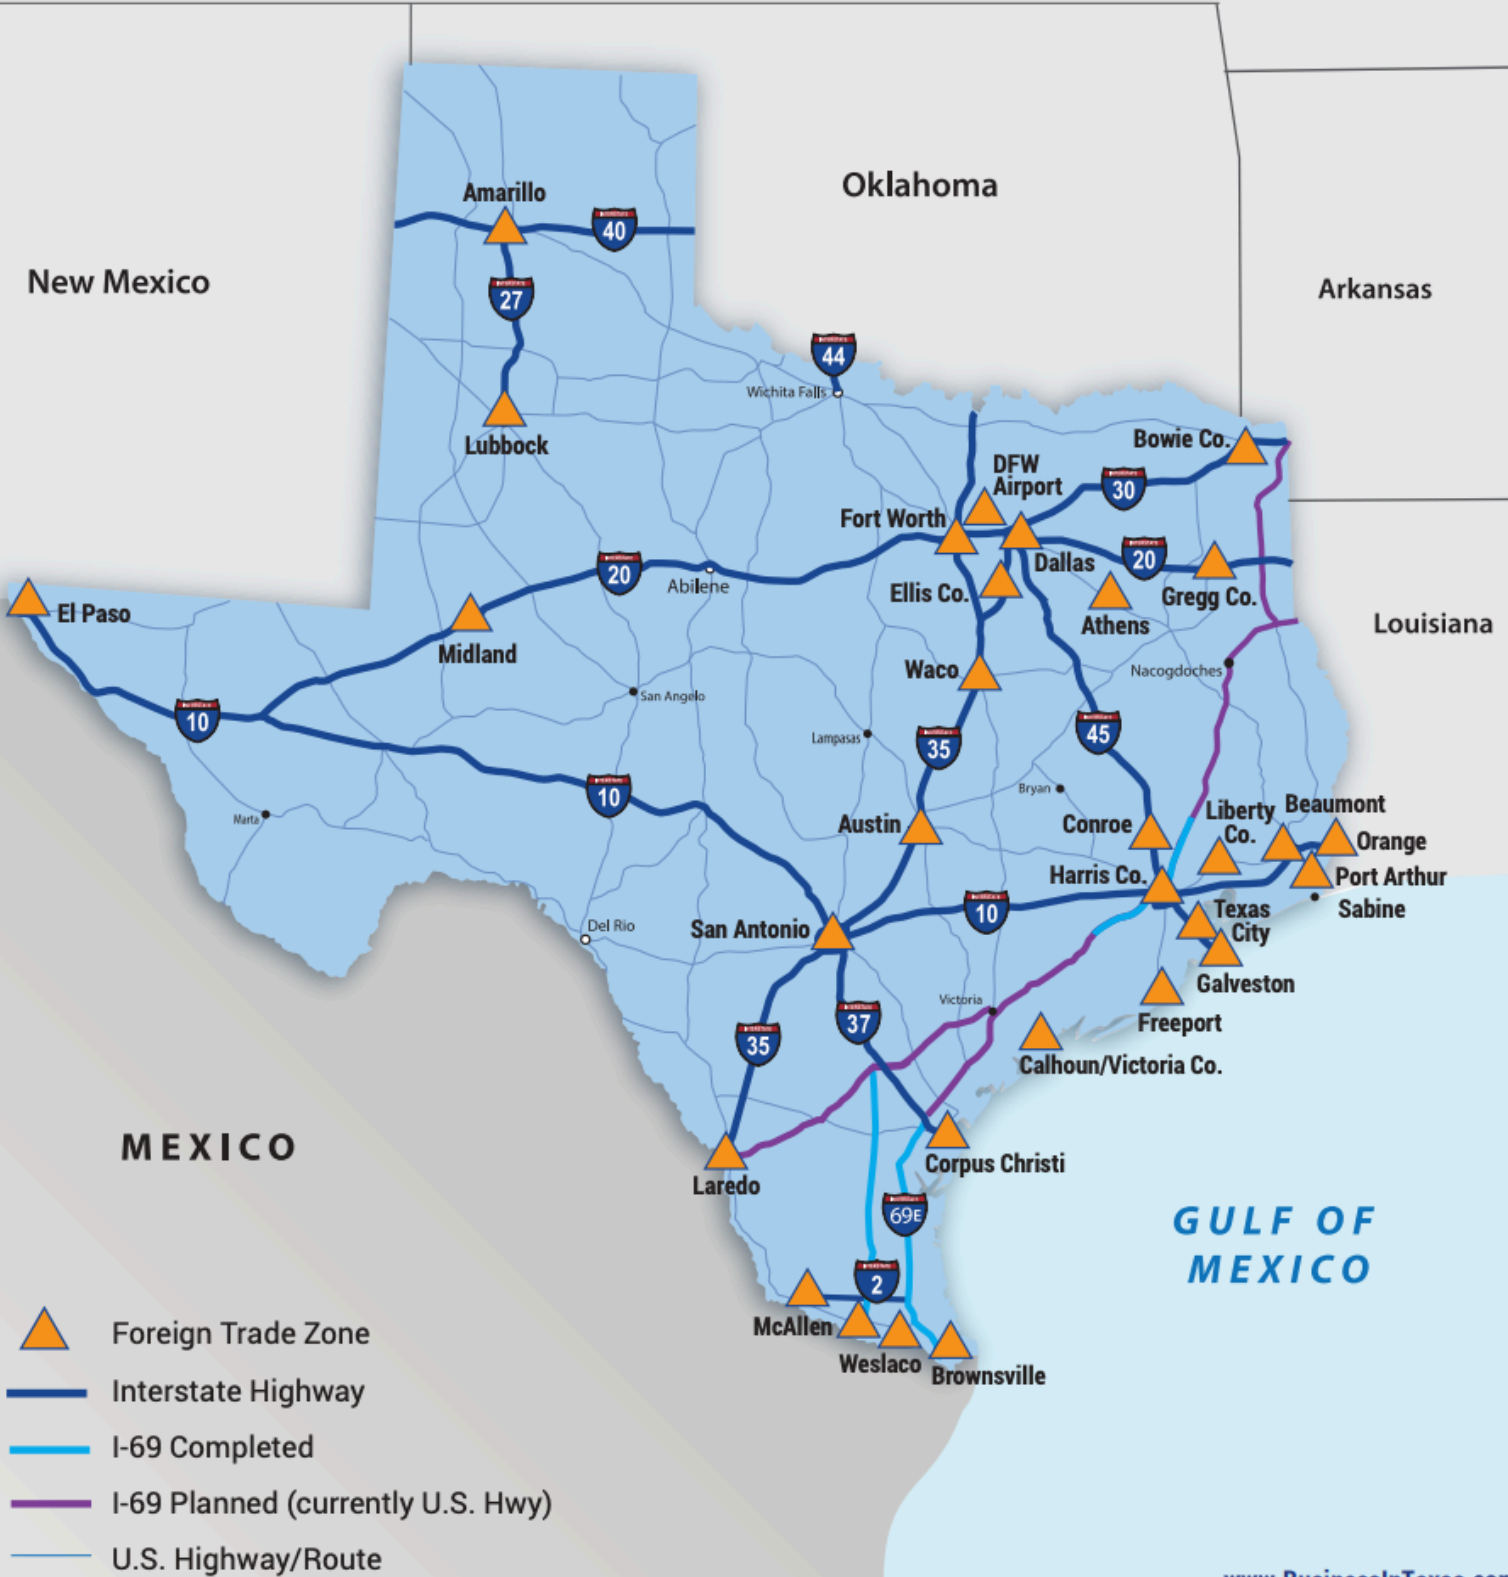 Oklahoma
New Mexico
Arkansas
Louisiana
Amarillo
40
27
44
Wichita Falls
Lubbock
Bowie Co.
DFW
Airport
30
Fort Worth
Dallas
20
Gregg Co.
20
Abilene
Ellis Co.
Athens
El Paso
Midland
Waco
Nacogdoches
San Angelo
10
Lampasas
35
45
10
Bryan
Marta
Austin
Conroe
Liberty
Co.
Beaumont
Orange
Harris Co.
Port Arthur
Sabine
10
San Antonio
Del Rio
Texas
City
Galveston
Victoria
Freeport
37
35
Calhoun/Victoria Co.
MEXICO
Corpus Christi
Laredo
69E
GULF OF
MEXICO
2
McAllen
Weslaco
Brownsville
Foreign Trade Zone
Interstate Highway
I-69 Completed
I-69 Planned (currently U.S. Hwy)
U.S. Highway/Route